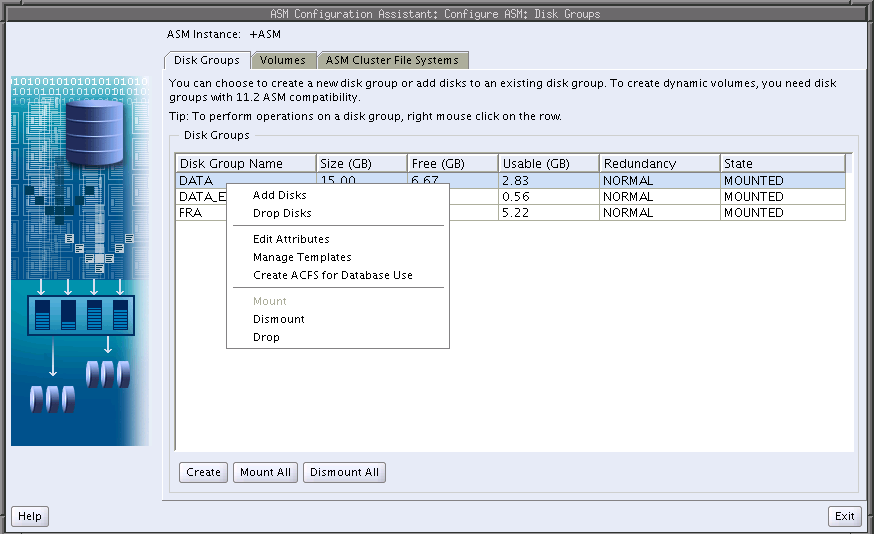 ASM Configuration Assistant: Configure ASM: Disk Groups
ASM Instance: +ASM
Disk Groups Volumes ASM Cluster File Systems
You can choose to create a new disk group or add disks to an existing disk group. To create dynamic volumes, you need disk
groups with 11.2 ASM compatibility.
Tip: To perform operations on a disk group, right mouse click on the row.
Disk Groups
Disk Group Name Size (GB) Free (GB) Usable (GB) Redundancy State
DATA 15.00 6.67 2.83 NORMAL MOUNTED
DATA_E 0.56 NORMAL MOUNTED
FRA 5.22 NORMAL MOUNTED
Add Disks
Drop Disks
Edit Attributes
Manage Templates
Create ACFS for Database Use
Mount
Dismount
Drop
Create Mount All Dismount All
Help Exit